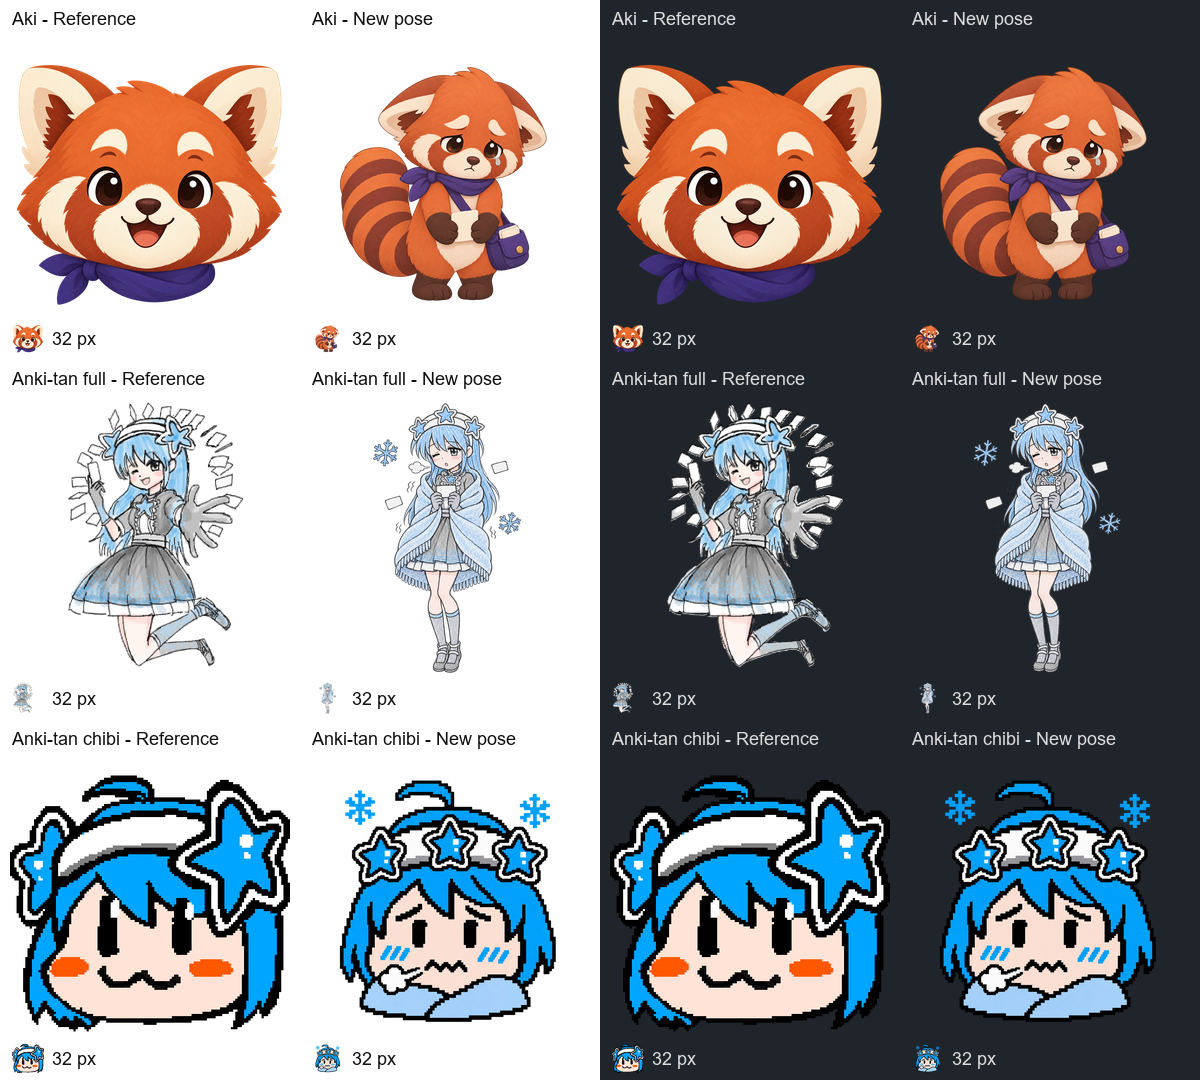 Aki - Reference
Aki - New pose
Aki - Reference
Aki - New pose
32 px
32 px
32 px
32 px
Anki-tan full - Reference
Anki-tan full - New pose
Anki-tan full - Reference
Anki-tan full - New pose
32 px
32 px
32 px
32 px
Anki-tan chibi - Reference
Anki-tan chibi - New pose
Anki-tan chibi - Reference
Anki-tan chibi - New pose
32 px
32 px
32 px
32 px